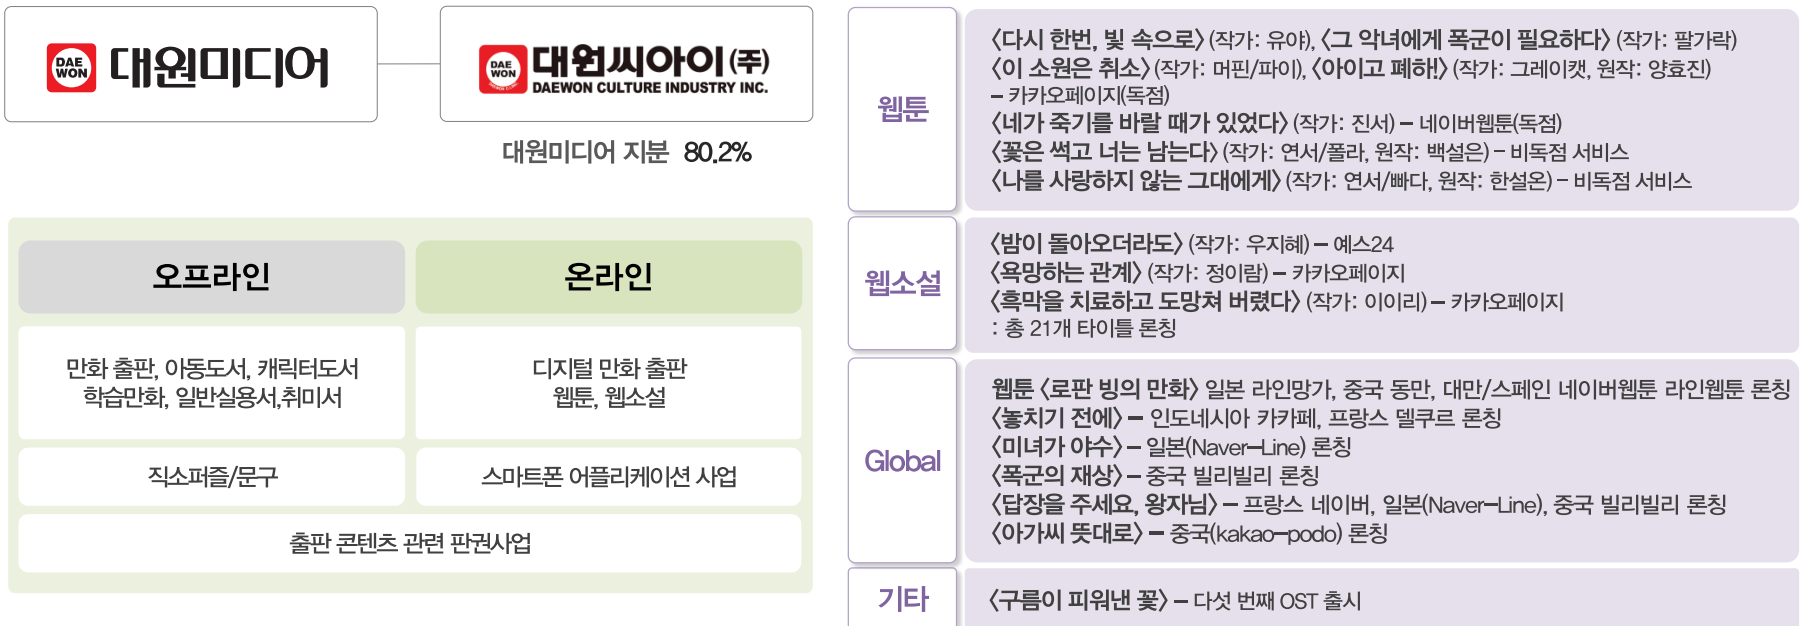 DAE
WON
대원미디어
DAE
WON
대원씨아이(주)
DAEWON CULTURE INDUSTRY INC.
대원미디어 지분 80.2%
오프라인
온라인
만화 출판, 아동도서, 캐릭터도서
학습만화, 일반실용서,취미서
디지털 만화 출판
웹툰, 웹소설
직소퍼즐/문구
스마트폰 어플리케이션 사업
출판 콘텐츠 관련 판권사업
웹툰
〈다시 한번, 빛 속으로〉 (작가: 유야), 〈그 악녀에게 폭군이 필요하다〉 (작가: 팔가락)
〈이 소원은 취소〉 (작가: 머핀/파이), 〈아이고 폐하!〉 (작가: 그레이캣, 원작: 양효진)
– 카카오페이지(독점)
〈네가 죽기를 바랄 때가 있었다〉 (작가: 진서) – 네이버웹툰(독점)
〈꽃은 썩고 너는 남는다〉 (작가: 연서/폴라, 원작: 백설은) – 비독점 서비스
〈나를 사랑하지 않는 그대에게〉 (작가: 연서/빠다, 원작: 한설온) – 비독점 서비스
웹소설
〈밤이 돌아오더라도〉 (작가: 우지혜) – 예스24
〈욕망하는 관계〉 (작가: 정이람) – 카카오페이지
〈흑막을 치료하고 도망쳐 버렸다〉 (작가: 이이리) – 카카오페이지
: 총 21개 타이틀 론칭
Global
웹툰 〈로판 빙의 만화〉 일본 라인망가, 중국 동만, 대만/스페인 네이버웹툰 라인웹툰 론칭
〈놓치기 전에〉 – 인도네시아 카카페, 프랑스 델쿠르 론칭
〈미녀가 야수〉 – 일본(Naver–Line) 론칭
〈폭군의 재상〉 – 중국 빌리빌리 론칭
〈답장을 주세요, 왕자님〉 – 프랑스 네이버, 일본(Naver–Line), 중국 빌리빌리 론칭
〈아가씨 뜻대로〉 – 중국(kakao–podo) 론칭
기타
〈구름이 피워낸 꽃〉 – 다섯 번째 OST 출시